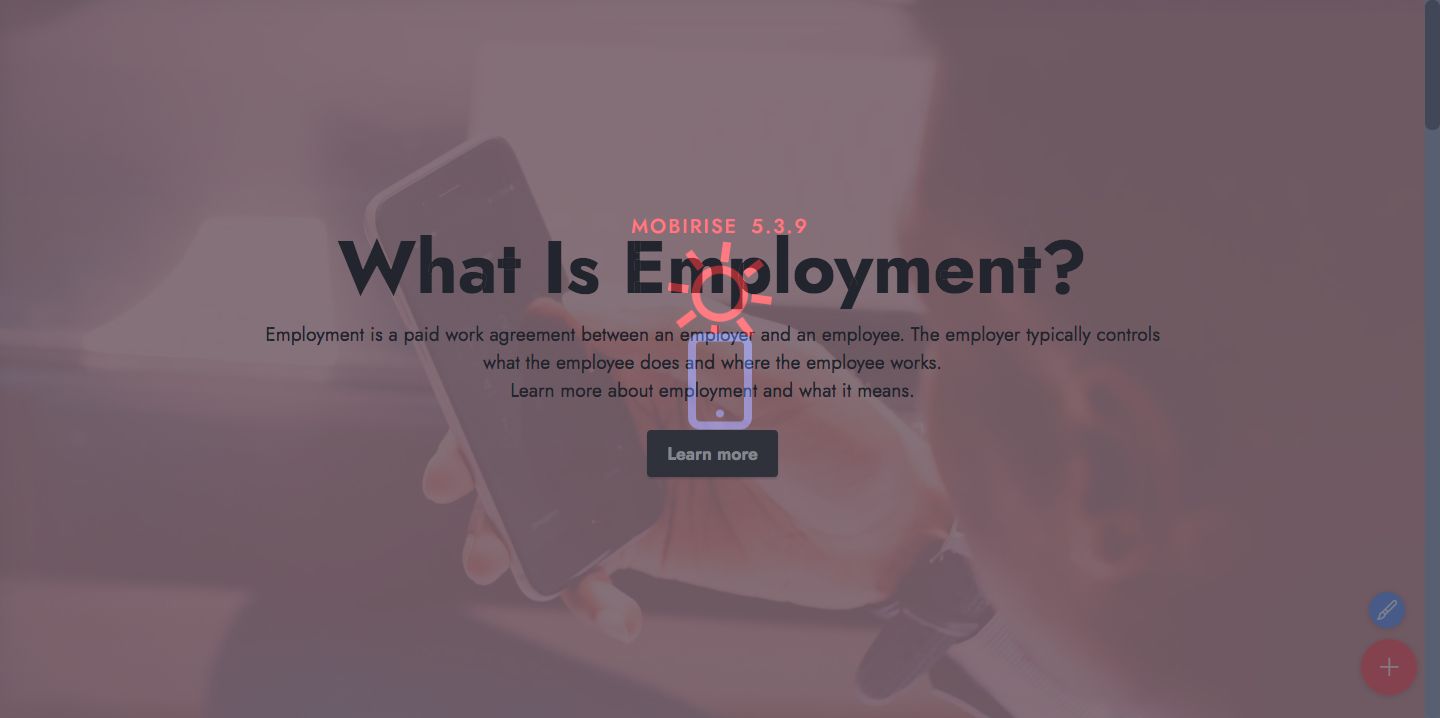 MOBIRISE 5.3.9
What Is Employment?
Employment is a paid work agreement between an employer and an employee. The employer typically controls
what the employee does and where the employee works.
Learn more about employment and what it means.
Learn more